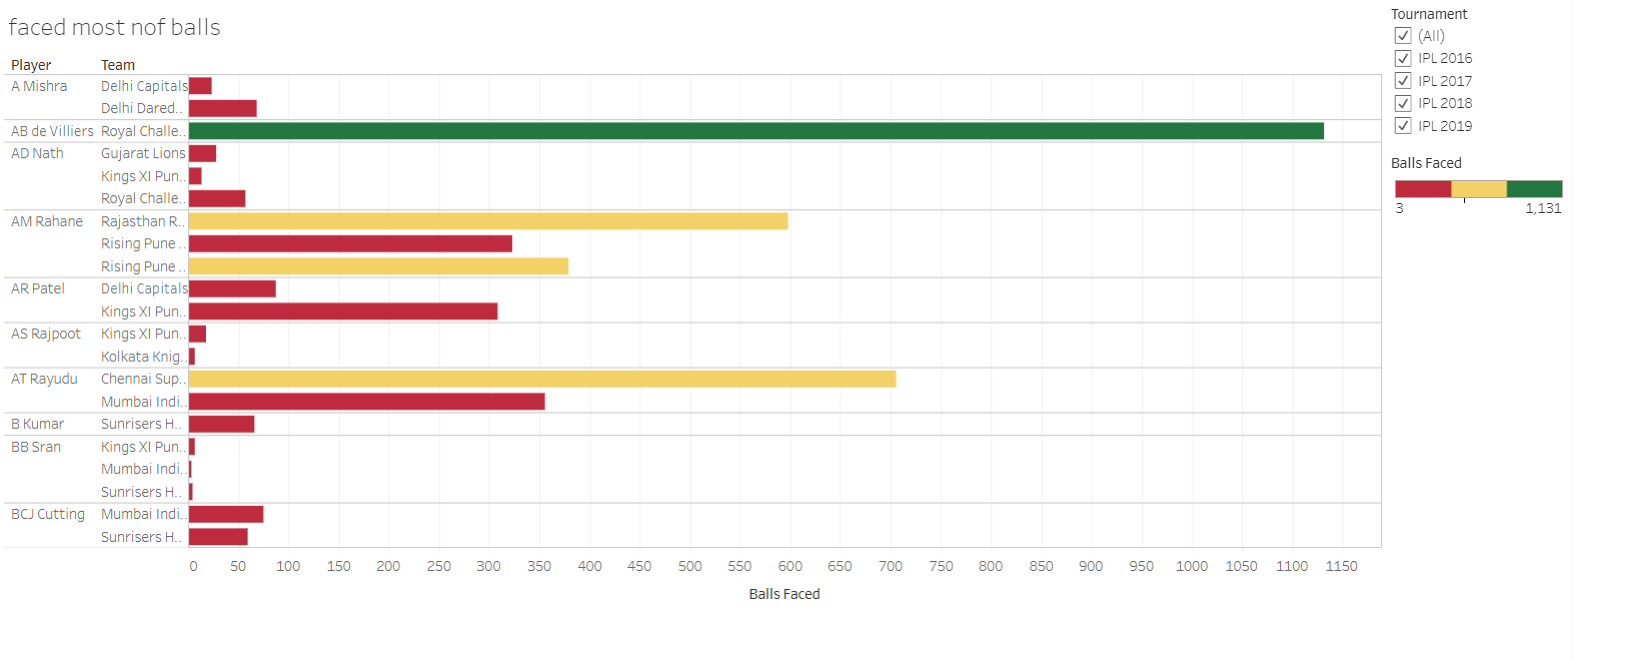 faced most nof balls
Player Team
A Mishra Delhi Capitals
Delhi Dared..
AB de Villiers Royal Challe..
AD Nath Gujarat Lions
Kings XI Pun..
Royal Challe..
AM Rahane Rajasthan R..
Rising Pune ..
Rising Pune ..
AR Patel Delhi Capitals
Kings XI Pun..
AS Rajpoot Kings XI Pun..
Kolkata Knig..
AT Rayudu Chennai Sup..
Mumbai Indi..
B Kumar Sunrisers H..
BB Sran Kings XI Pun..
Mumbai Indi..
Sunrisers H..
BCJ Cutting Mumbai Indi..
Sunrisers H..
0 50 100 150 200 250 300 350 400 450 500 550 600 650 700 750 800 850 900 950 1000 1050 1100 1150
Balls Faced
Tournament
(All)
IPL 2016
IPL 2017
IPL 2018
IPL 2019
Balls Faced
3 1,131